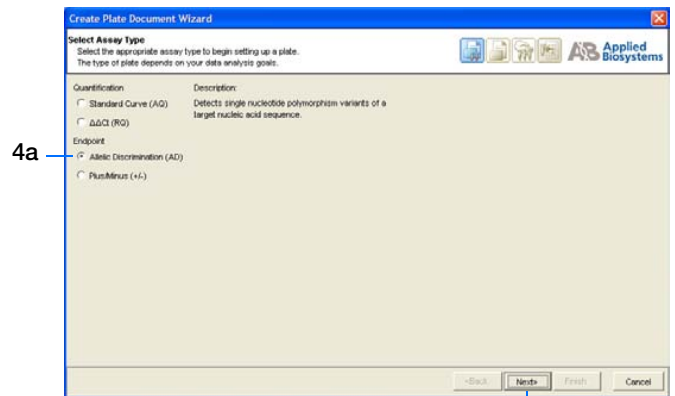 Create Plate Document Wizard
Select Assay Type
Select the appropriate assay type to begin setting up a plate.
The type of plate depends on your data analysis goals.
AB Applied Biosystems
Quantification
Standard Curve (AQ)
ΔΔCt (RQ)
Endpoint
4a
Allelic Discrimination (AD)
Plus/Minus (+/-)
Description:
Detects single nucleotide polymorphism variants of a
target nucleic acid sequence.
<Back Next> Finish Cancel